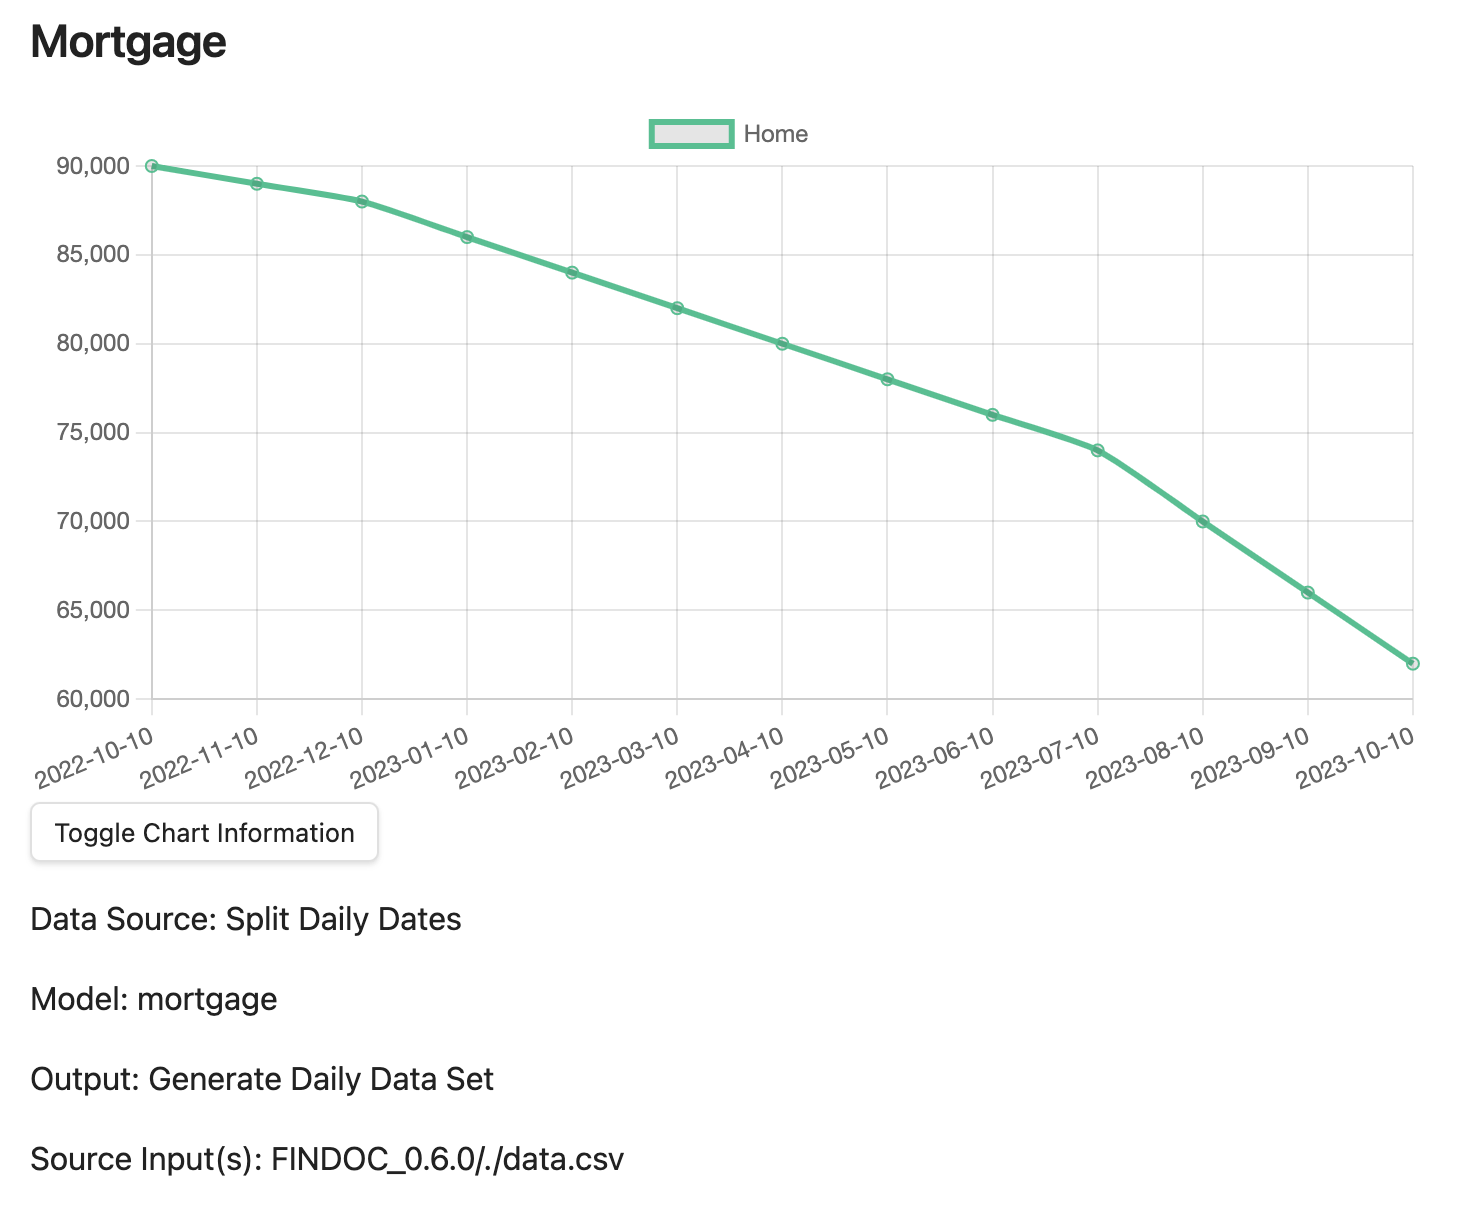 Mortgage
Home
90,000
85,000
80,000
75,000
70,000
65,000
60,000
2022-10-10
2022-11-10
2022-12-10
2023-01-10
2023-02-10
2023-03-10
2023-04-10
2023-05-10
2023-06-10
2023-07-10
2023-08-10
2023-09-10
2023-10-10
Toggle Chart Information
Data Source: Split Daily Dates
Model: mortgage
Output: Generate Daily Data Set
Source Input(s): FINDOC_0.6.0/./data.csv